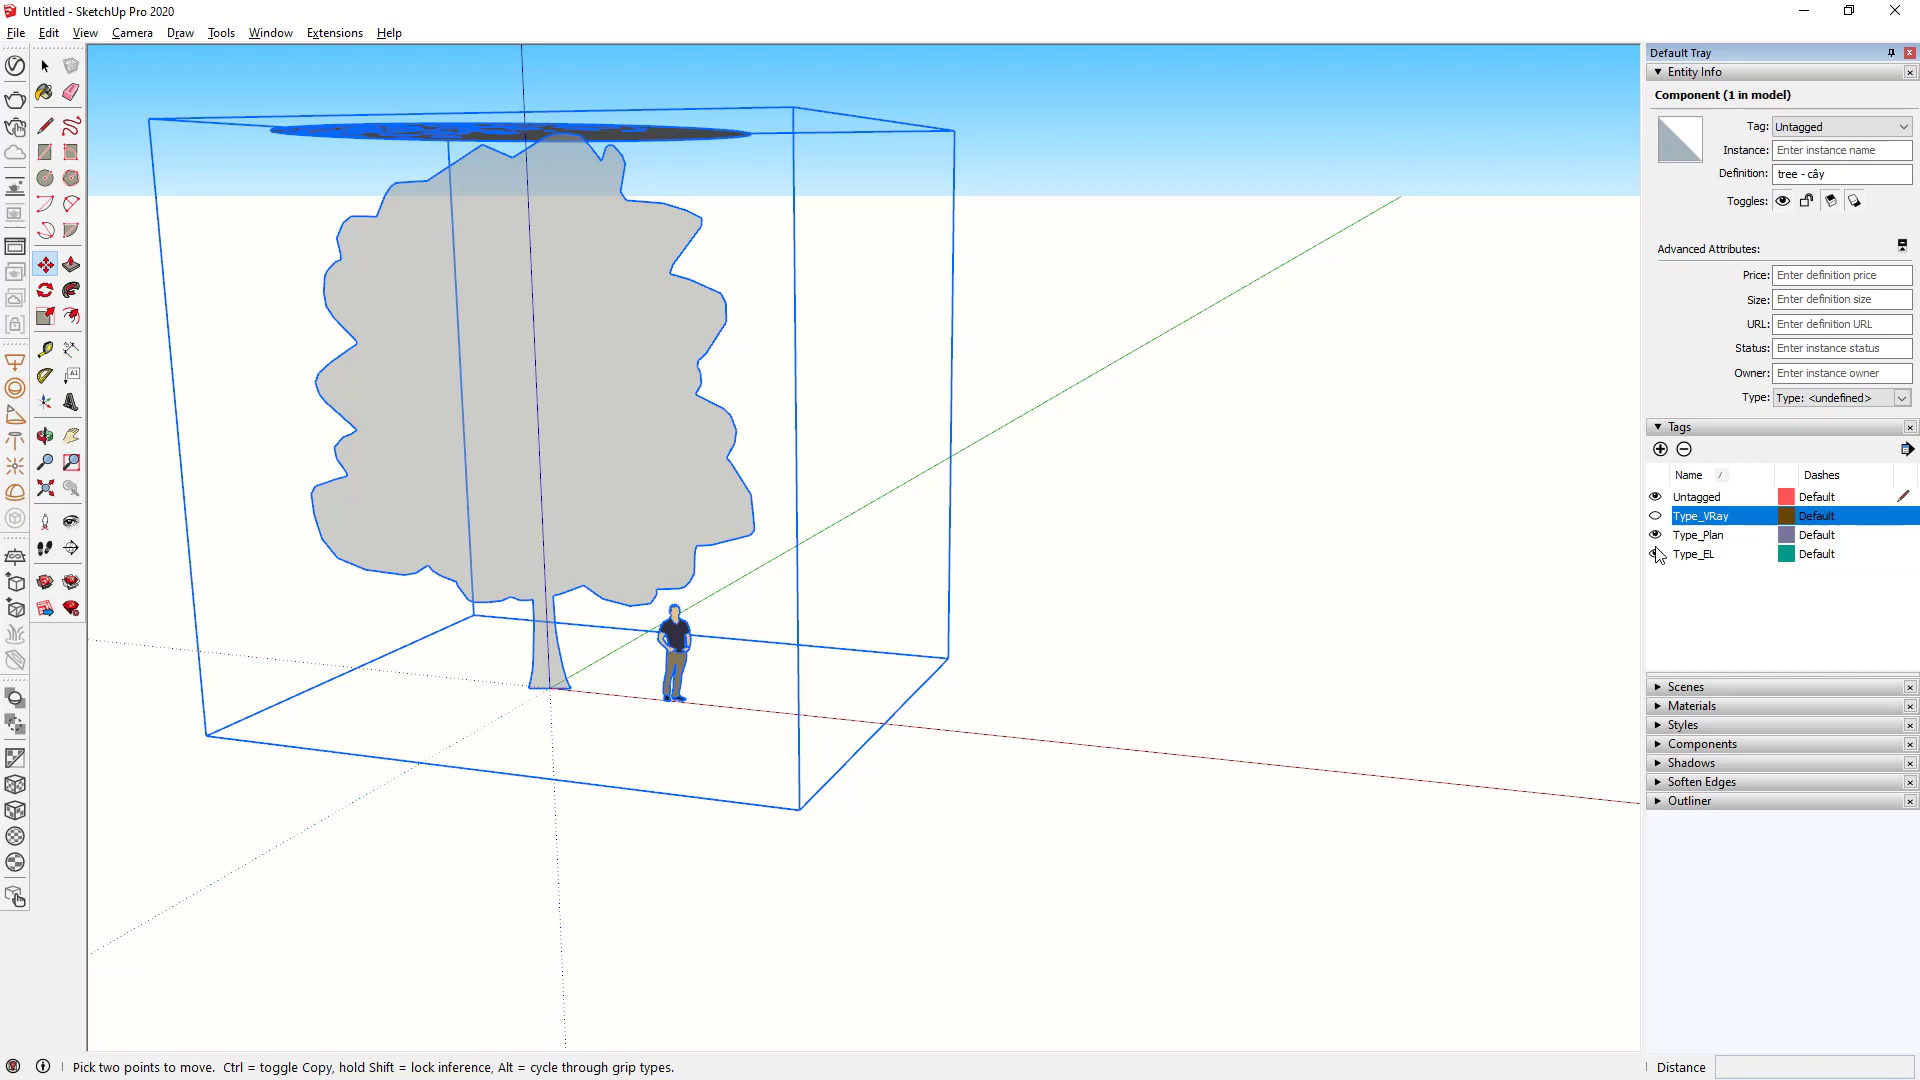 Untitled - SketchUp Pro 2020
File Edit View Camera Draw Tools Window Extensions Help
Default Tray
Entity Info
Component (1 in model)
Tag: Untagged
Instance: Enter instance name
Definition: tree - cây
Toggles:
Advanced Attributes:
Price: Enter definition price
Size: Enter definition size
URL: Enter definition URL
Status: Enter instance status
Owner: Enter instance owner
Type: Type: <undefined>
Tags
Name Dashes
Untagged Default
Type_VRay Default
Type_Plan Default
Type_EL Default
Scenes
Materials
Styles
Components
Shadows
Soften Edges
Outliner
Pick two points to move. Ctrl = toggle Copy, hold Shift = lock inference, Alt = cycle through grip types.
Distance